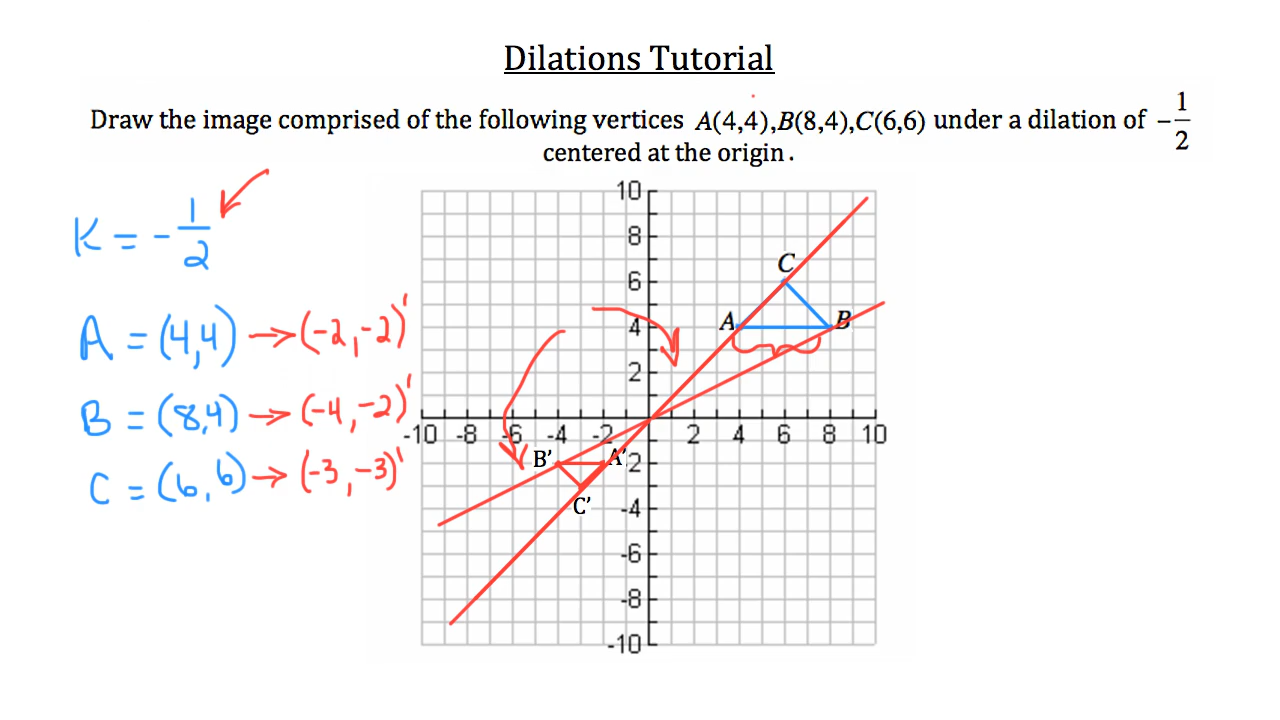 Dilations Tutorial
Draw the image comprised of the following vertices A(4,4),B(8,4),C(6,6) under a dilation of -1/2
centered at the origin.
K = -1/2
A = (4,4) → (-2,-2)'
B = (8,4) → (-4,-2)'
C = (6,6) → (-3,-3)'
10
8
C
6
A 4 B
2
-10 -8 -6 -4 -2 2 4 6 8 10
B' A' -2
C' -4
-6
-8
-10